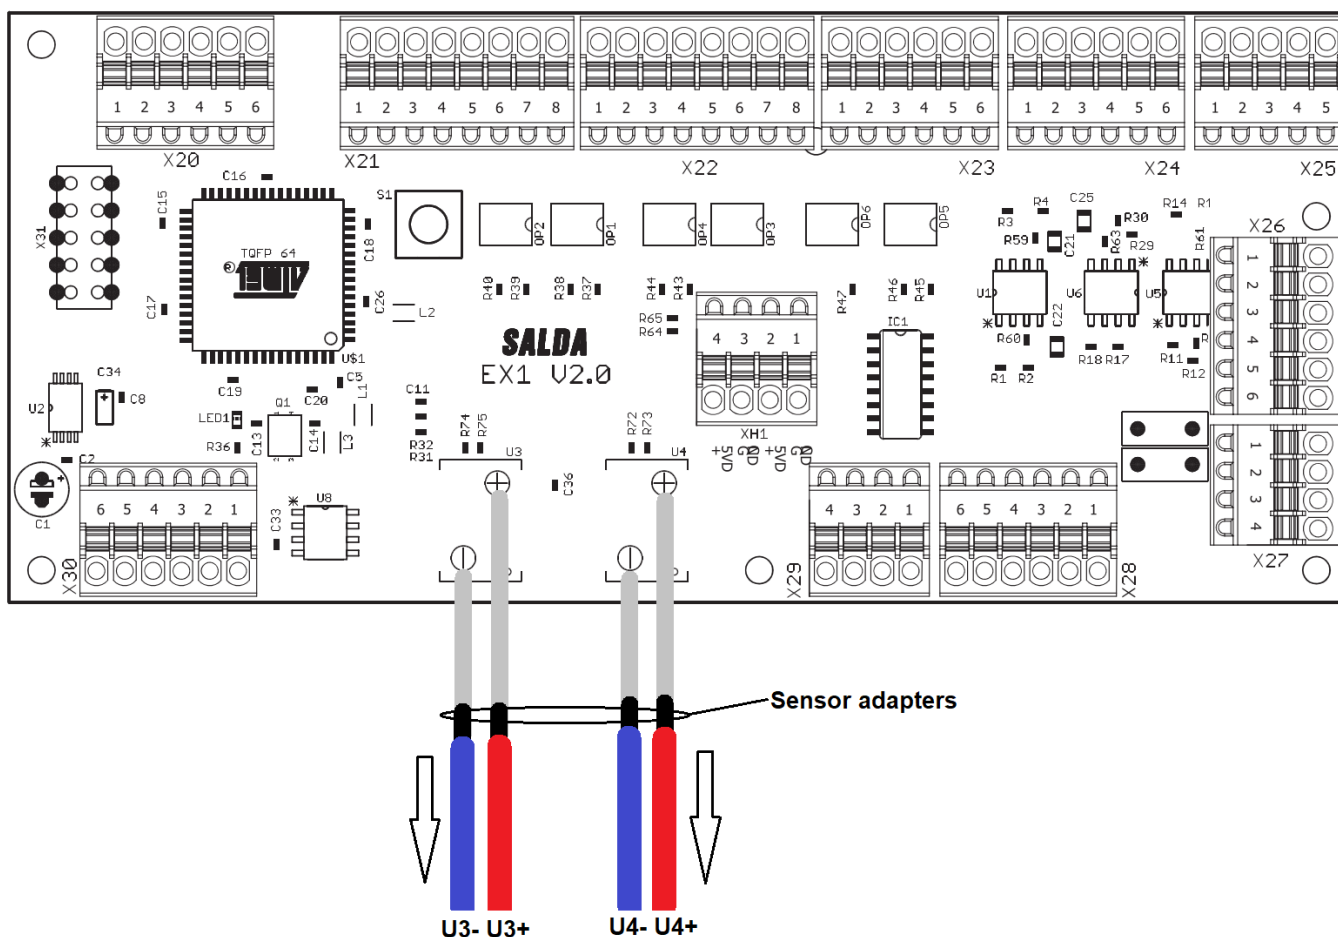 1 2 3 4 5 6
1 2 3 4 5 6 7 8
1 2 3 4 5 6 7 8
1 2 3 4 5 6
1 2 3 4 5 6
1 2 3 4 5
X20
X21
X22
X23
X24
X25
C16
S1
C15
X31
TQFP 64
C18
OP2
OP1
OP4
OP3
OP6
OP5
R3
R4
C25
R30
R14
R1
R59
C21
R63
R29
R61
X26
C17
C26
L2
R40
R39
R38
R37
R44
R43
R47
R46
R45
U1
U6
U5
1
2
3
4
5
6
R65
R64
IC1
C22
R60
U$1
SALDA
EX1 V2.0
4 3 2 1
R18
R17
R11
R12
R
R1
R2
C34
C8
U2
C19
C20
C5
L1
C11
LED1
Q1
R36
C13
C14
L3
R32
R31
R74
R75
U3
R72
R73
U4
XH1
+
5VD
G
0D
+
5VD
G
0D
1
2
3
4
X27
C2
+
C1
6 5 4 3 2 1
X30
C33
U8
C36
4 3 2 1
X29
6 5 4 3 2 1
X28
Sensor adapters
U3- U3+
U4- U4+